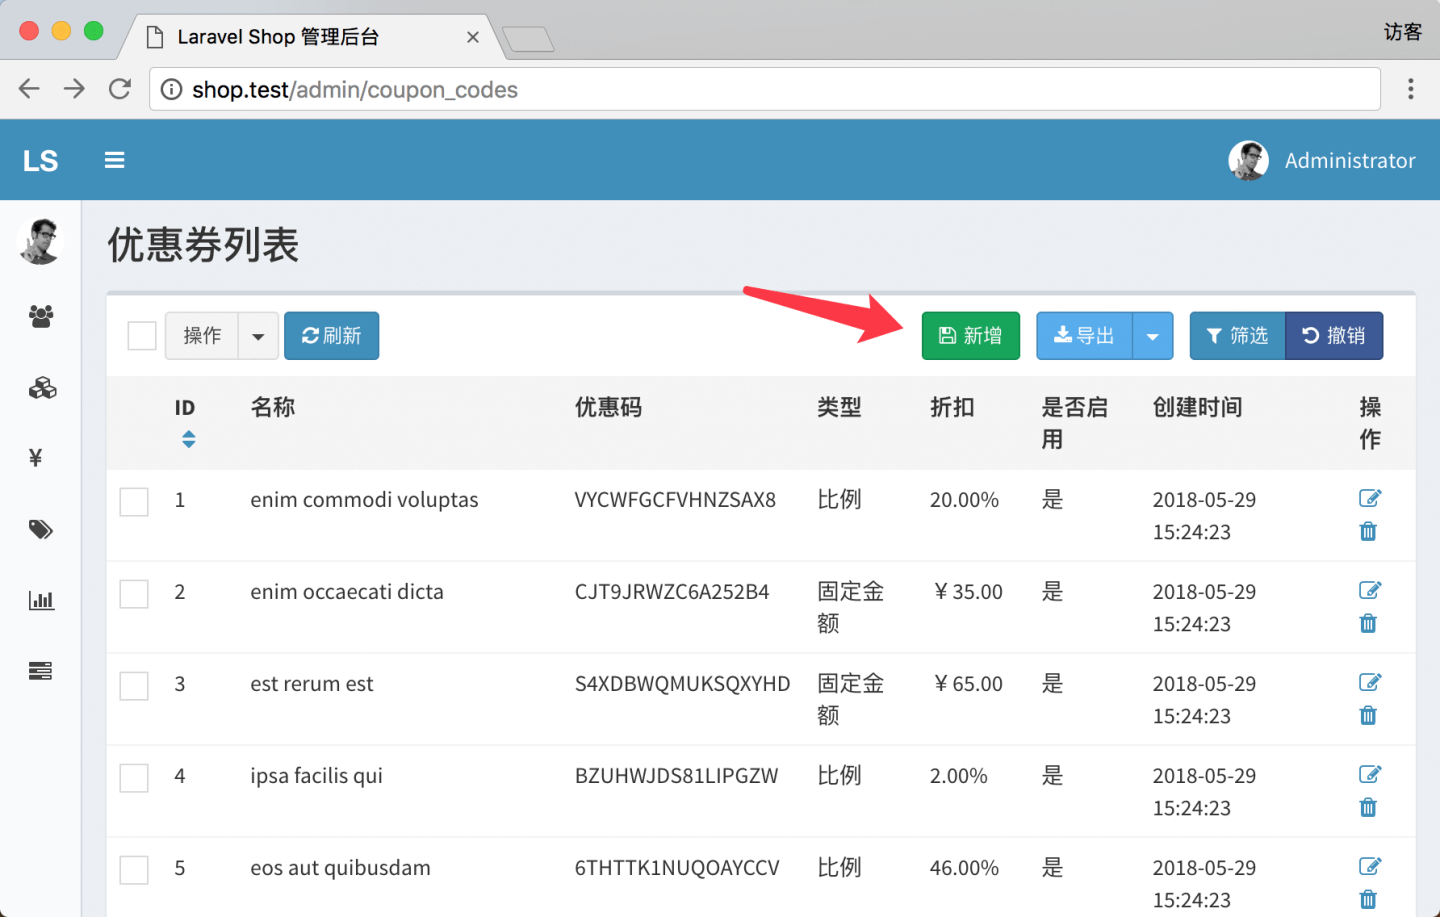 Laravel Shop 管理后台
访客
shop.test/admin/coupon_codes
LS
Administrator
优惠券列表
操作 刷新 新增 导出 筛选 撤销
ID 名称 优惠码 类型 折扣 是否启用 创建时间 操作
1 enim commodi voluptas VYCWFGCFVHNZSAX8 比例 20.00% 是 2018-05-29 15:24:23
2 enim occaecati dicta CJT9JRWZC6A252B4 固定金额 ￥35.00 是 2018-05-29 15:24:23
3 est rerum est S4XDBWQMUKSQXYHD 固定金额 ￥65.00 是 2018-05-29 15:24:23
4 ipsa facilis qui BZUHWJDS81LIPGZW 比例 2.00% 是 2018-05-29 15:24:23
5 eos aut quibusdam 6THTTK1NUQOAYCCV 比例 46.00% 是 2018-05-29 15:24:23